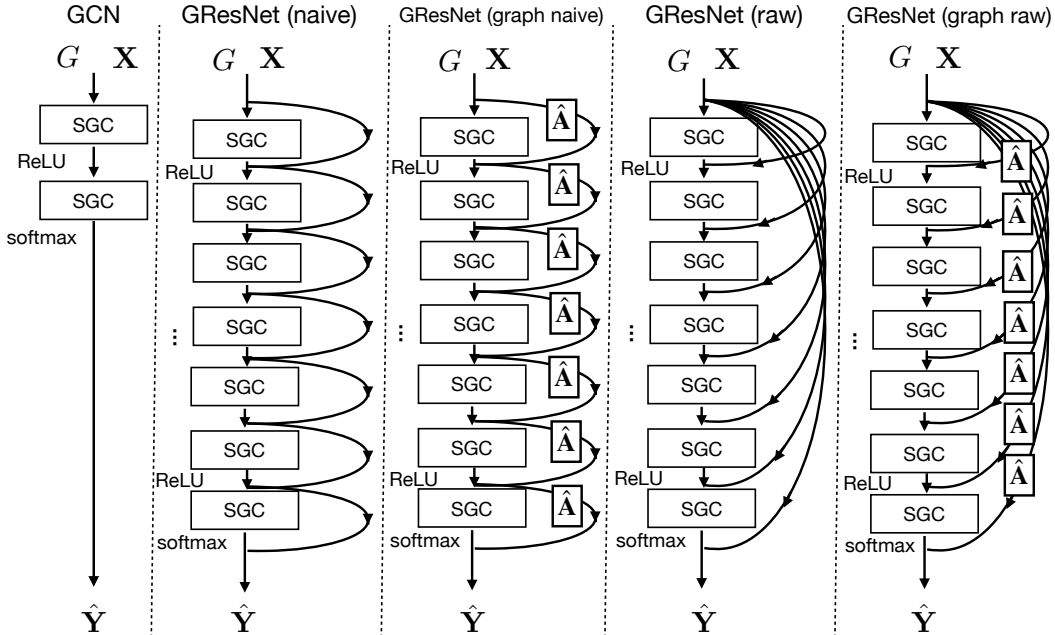 GCN
G X
SGC
ReLU
SGC
softmax
Ŷ
GResNet (naive)
G X
SGC
ReLU
SGC
SGC
...
SGC
SGC
SGC
ReLU
SGC
softmax
Ŷ
GResNet (graph naive)
G X
Â
SGC
ReLU
Â
SGC
Â
SGC
...
Â
SGC
Â
SGC
Â
SGC
ReLU
Â
SGC
softmax
Ŷ
GResNet (raw)
G X
SGC
ReLU
SGC
SGC
...
SGC
SGC
SGC
ReLU
SGC
softmax
Ŷ
GResNet (graph raw)
G X
SGC
Â
ReLU
SGC
Â
SGC
Â
...
SGC
Â
SGC
Â
SGC
Â
ReLU
Â
SGC
softmax
Ŷ